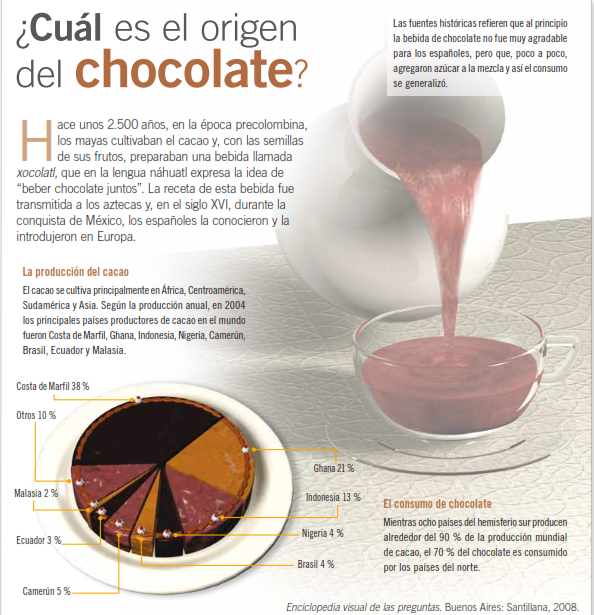 ¿Cuál es el origen
del chocolate?
Las fuentes históricas refieren que al principio
la bebida de chocolate no fue muy agradable
para los españoles, pero que, poco a poco,
agregaron azúcar a la mezcla y así el consumo
se generalizó.
Hace unos 2.500 años, en la época precolombina,
los mayas cultivaban el cacao y, con las semillas
de sus frutos, preparaban una bebida llamada
xocolatl, que en la lengua náhuatl expresa la idea de
“beber chocolate juntos”. La receta de esta bebida fue
transmitida a los aztecas y, en el siglo XVI, durante la
conquista de México, los españoles la conocieron y la
introdujeron en Europa.
La producción del cacao
El cacao se cultiva principalmente en África, Centroamérica,
Sudamérica y Asia. Según la producción anual, en 2004
los principales países productores de cacao en el mundo
fueron Costa de Marfil, Ghana, Indonesia, Nigeria, Camerún,
Brasil, Ecuador y Malasia.
Costa de Marfil 38 %
Otros 10 %
Malasia 2 %
Ecuador 3 %
Camerún 5 %
Ghana 21 %
Indonesia 13 %
Nigeria 4 %
Brasil 4 %
El consumo de chocolate
Mientras ocho países del hemisferio sur producen
alrededor del 90 % de la producción mundial
de cacao, el 70 % del chocolate es consumido
por los países del norte.
Enciclopedia visual de las preguntas. Buenos Aires: Santillana, 2008.